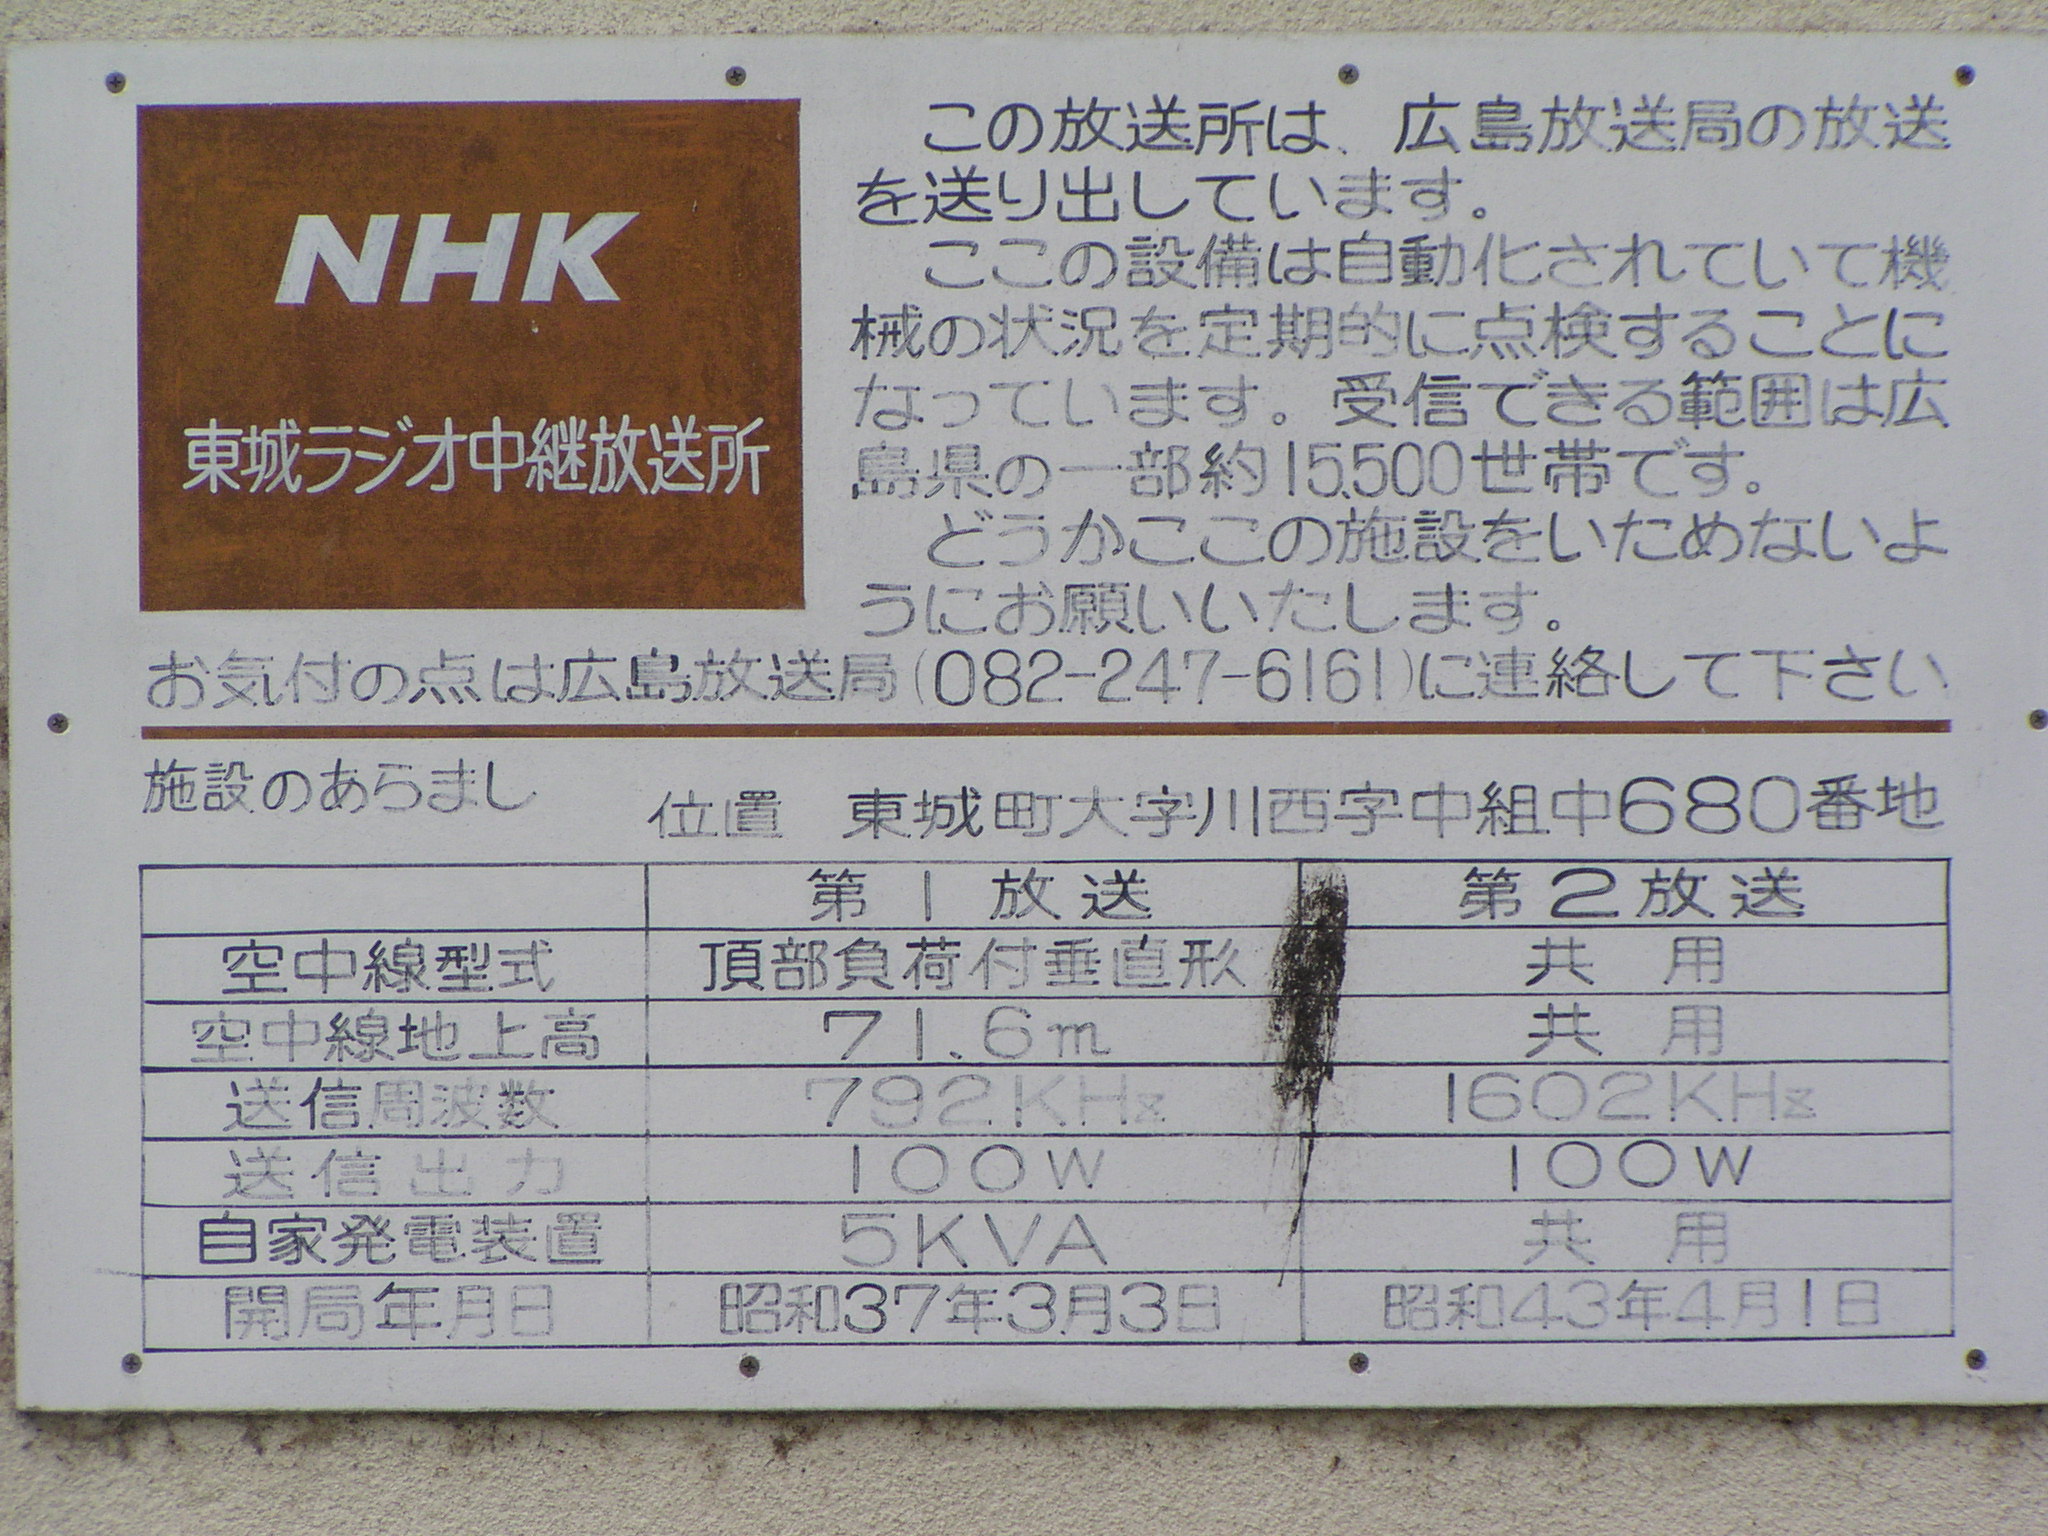 NHK
東城ラジオ中継放送所
この放送所は、広島放送局の放送
を送り出しています。
ここの設備は自動化されていて機
械の状況を定期的に点検することに
なっています。受信できる範囲は広
島県の一部約15,500世帯です。
どうかここの施設をいためないよ
うにお願いいたします。
お気付の点は広島放送局(082-247-6161)に連絡して下さい
施設のあらまし
位置 東城町大字川西字中組中680番地
第1放送 第2放送
空中線型式 頂部負荷付垂直形 共用
空中線地上高 71.6m 共用
送信周波数 792KHz 1602KHz
送信出力 100W 100W
自家発電装置 5KVA 共用
開局年月日 昭和37年3月3日 昭和43年4月1日